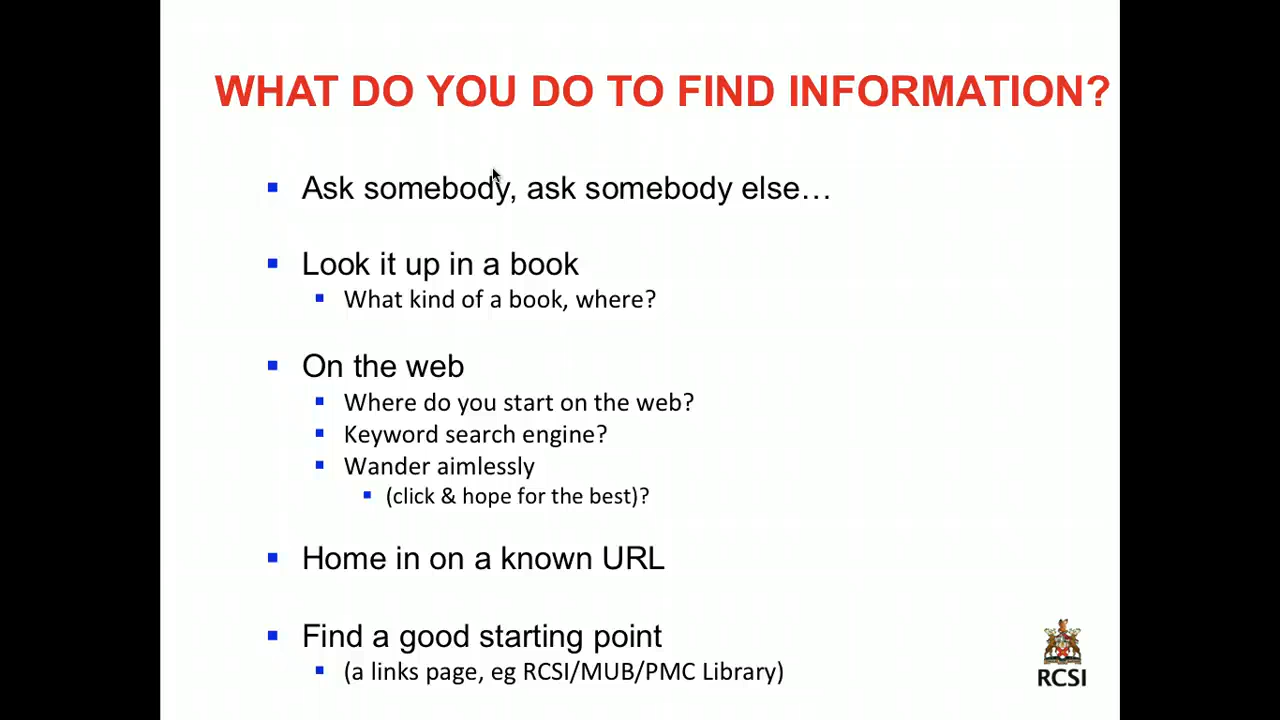 WHAT DO YOU DO TO FIND INFORMATION?
Ask somebody, ask somebody else…
Look it up in a book
What kind of a book, where?
On the web
Where do you start on the web?
Keyword search engine?
Wander aimlessly
(click & hope for the best)?
Home in on a known URL
Find a good starting point
(a links page, eg RCSI/MUB/PMC Library)
RCSI